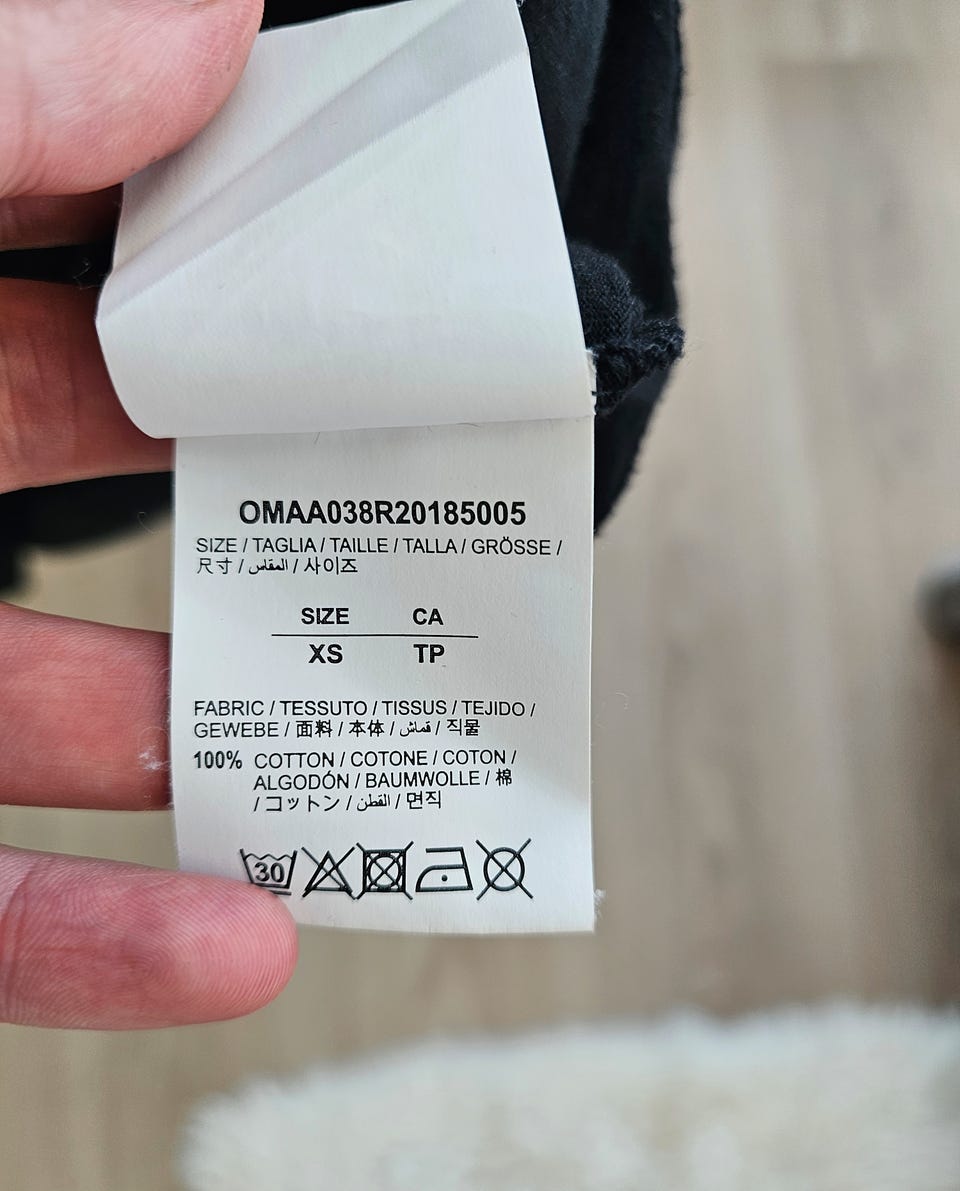 OMAA038R20185005
SIZE / TAGLIA / TAILLE / TALLA / GRÖSSE /
尺寸 / المقاس / 사이즈
SIZE CA
XS TP
FABRIC / TESSUTO / TISSUS / TEJIDO /
GEWEBE / 面料 / 本体 / قماش / 직물
100% COTTON / COTONE / COTON /
ALGODÓN / BAUMWOLLE / 棉
/ コットン / القطن / 면직
30